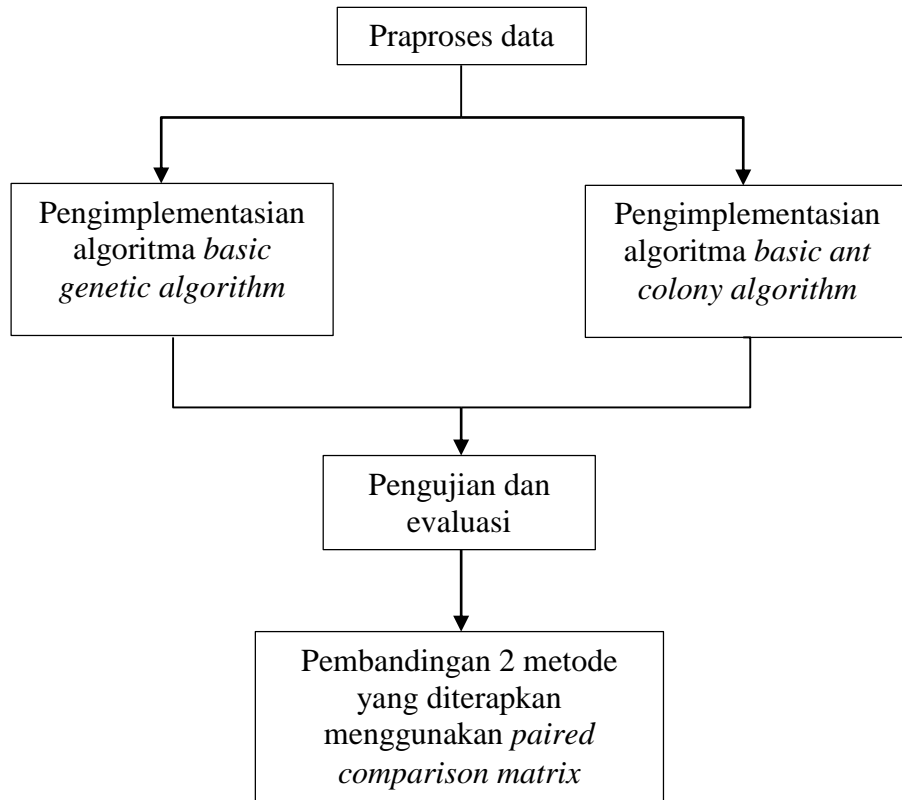 Praproses data
Pengimplementasian
algoritma basic
genetic algorithm
Pengimplementasian
algoritma basic ant
colony algorithm
Pengujian dan
evaluasi
Pembandingan 2 metode
yang diterapkan
menggunakan paired
comparison matrix